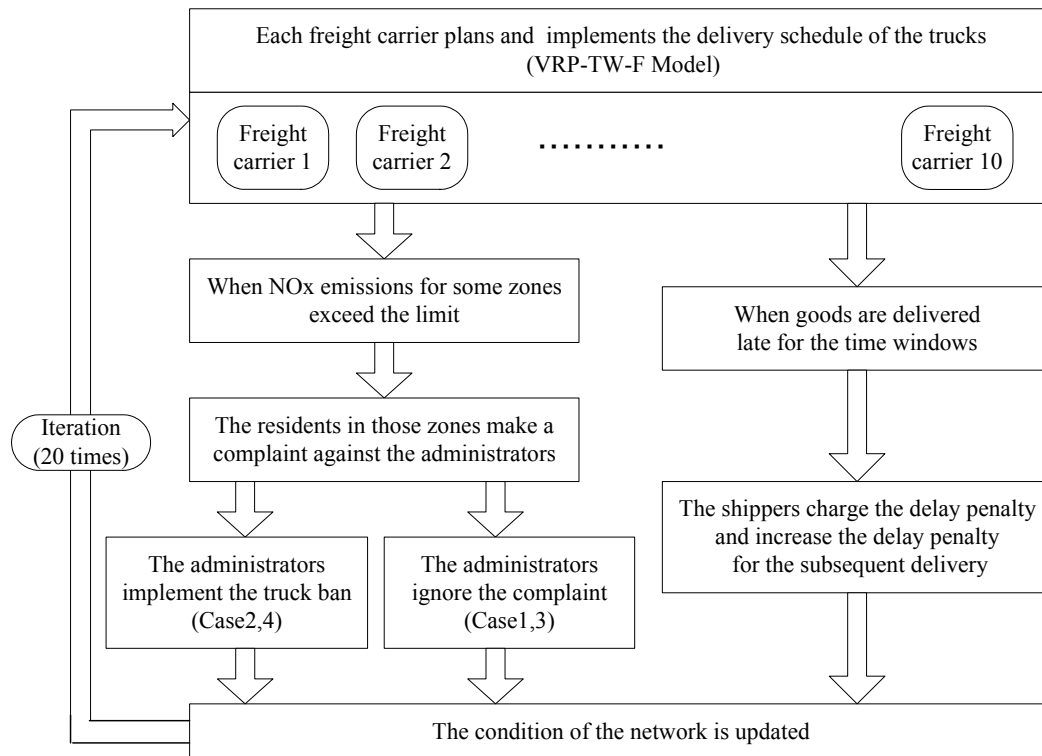 Each freight carrier plans and implements the delivery schedule of the trucks
(VRP-TW-F Model)
Freight
carrier 1
Freight
carrier 2
...........
Freight
carrier 10
When NOx emissions for some zones
exceed the limit
When goods are delivered
late for the time windows
The residents in those zones make a
complaint against the administrators
Iteration
(20 times)
The administrators
implement the truck ban
(Case2,4)
The administrators
ignore the complaint
(Case1,3)
The shippers charge the delay penalty
and increase the delay penalty
for the subsequent delivery
The condition of the network is updated